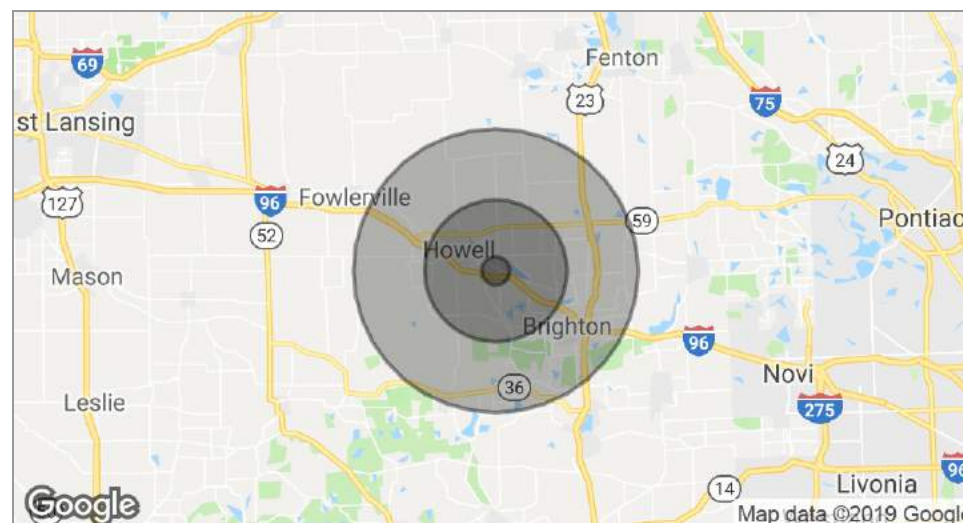 Fenton
69
23
75
st Lansing
24
127
96
Fowlerville
59
Pontiac
52
Howell
Mason
Brighton
96
Novi
36
Leslie
275
96
14
Livonia
Google
Map data ©2019 Google